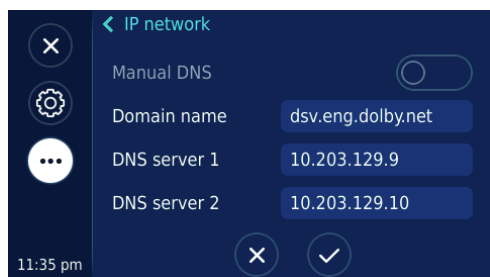 IP network
Manual DNS
Domain name dsv.eng.dolby.net
DNS server 1 10.203.129.9
DNS server 2 10.203.129.10
11:35 pm